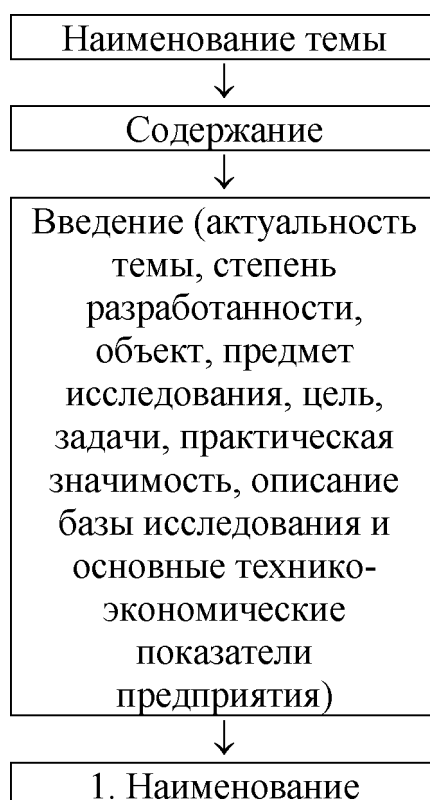 Наименование темы
Содержание
Введение (актуальность
темы, степень
разработанности,
объект, предмет
исследования, цель,
задачи, практическая
значимость, описание
базы исследования и
основные технико-
экономические
показатели
предприятия)
1. Наименование